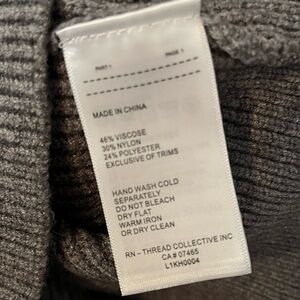 PART 1 PAGE 1
MADE IN CHINA
46% VISCOSE
30% NYLON
24% POLYESTER
EXCLUSIVE OF TRIMS
HAND WASH COLD
SEPARATELY
DO NOT BLEACH
DRY FLAT
WARM IRON
OR DRY CLEAN
RN – THREAD COLLECTIVE INC
CA # 07465
L1KH0004